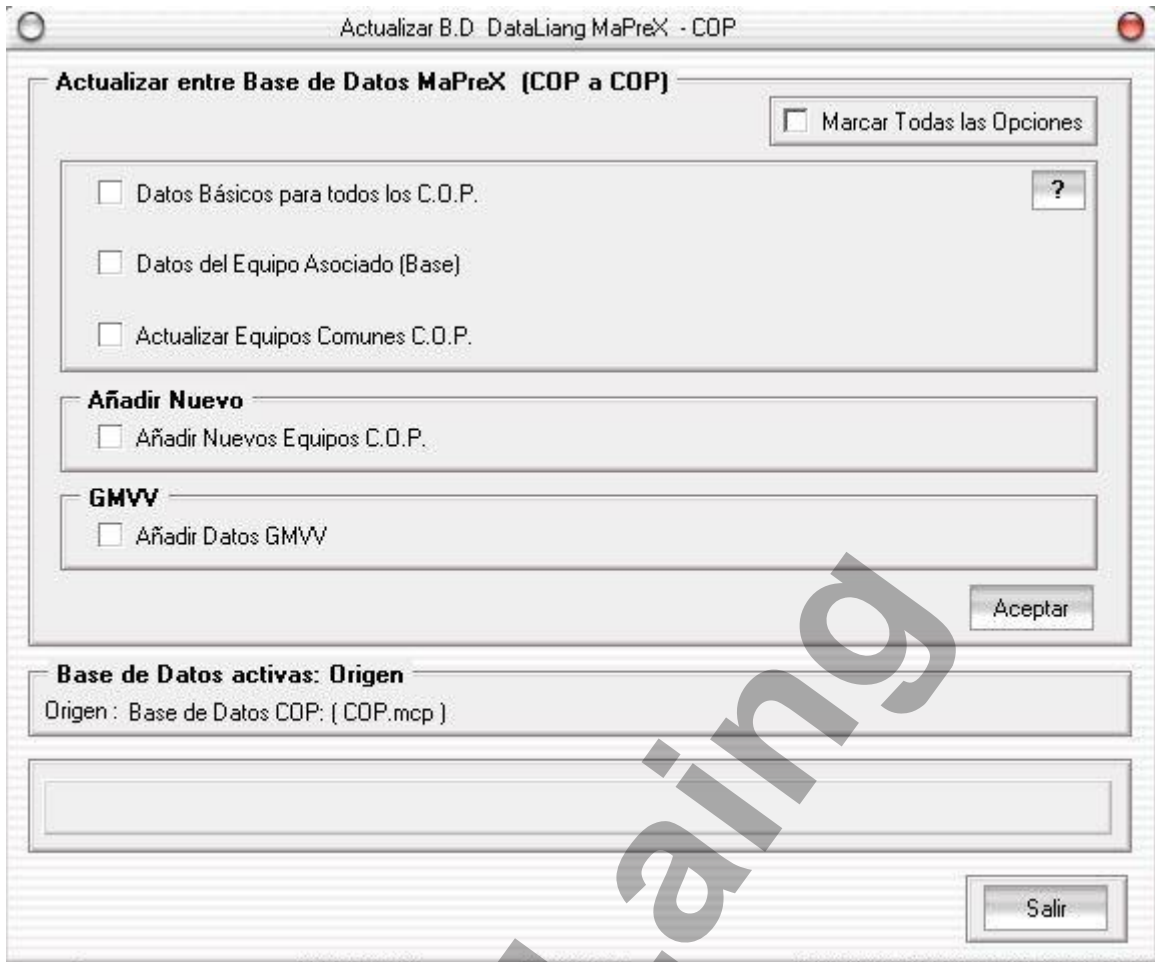 Actualizar B.D DataLiang MaPreX - COP
Actualizar entre Base de Datos MaPreX (COP a COP)
Marcar Todas las Opciones
Datos Básicos para todos los C.O.P.
?
Datos del Equipo Asociado (Base)
Actualizar Equipos Comunes C.O.P.
Añadir Nuevo
Añadir Nuevos Equipos C.O.P.
GMVV
Añadir Datos GMVV
Aceptar
Base de Datos activas: Origen
Origen : Base de Datos COP: ( COP.mcp )
Salir
aing